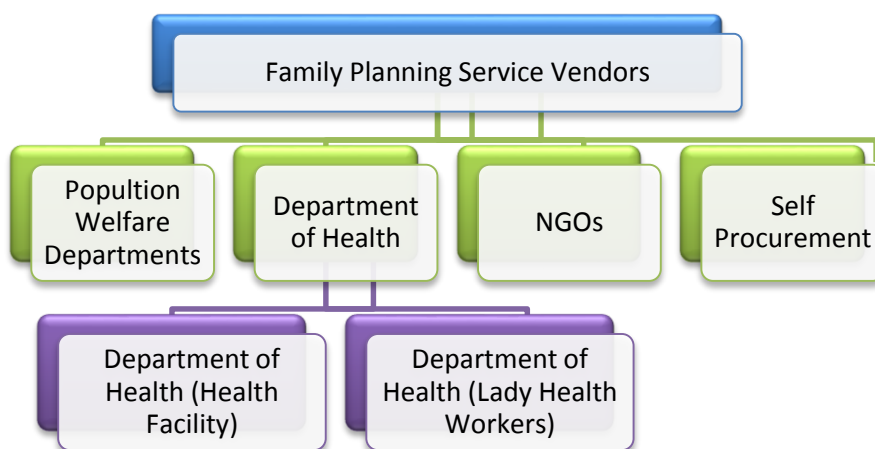 Family Planning Service Vendors
Popultion
Welfare
Departments
Department
of Health
NGOs
Self
Procurement
Department of
Health (Health
Facility)
Department of
Health (Lady Health
Workers)